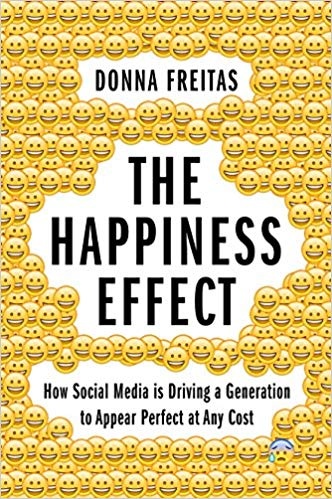 DONNA FREITAS
THE
HAPPINESS
EFFECT
How Social Media is Driving a Generation
to Appear Perfect at Any Cost